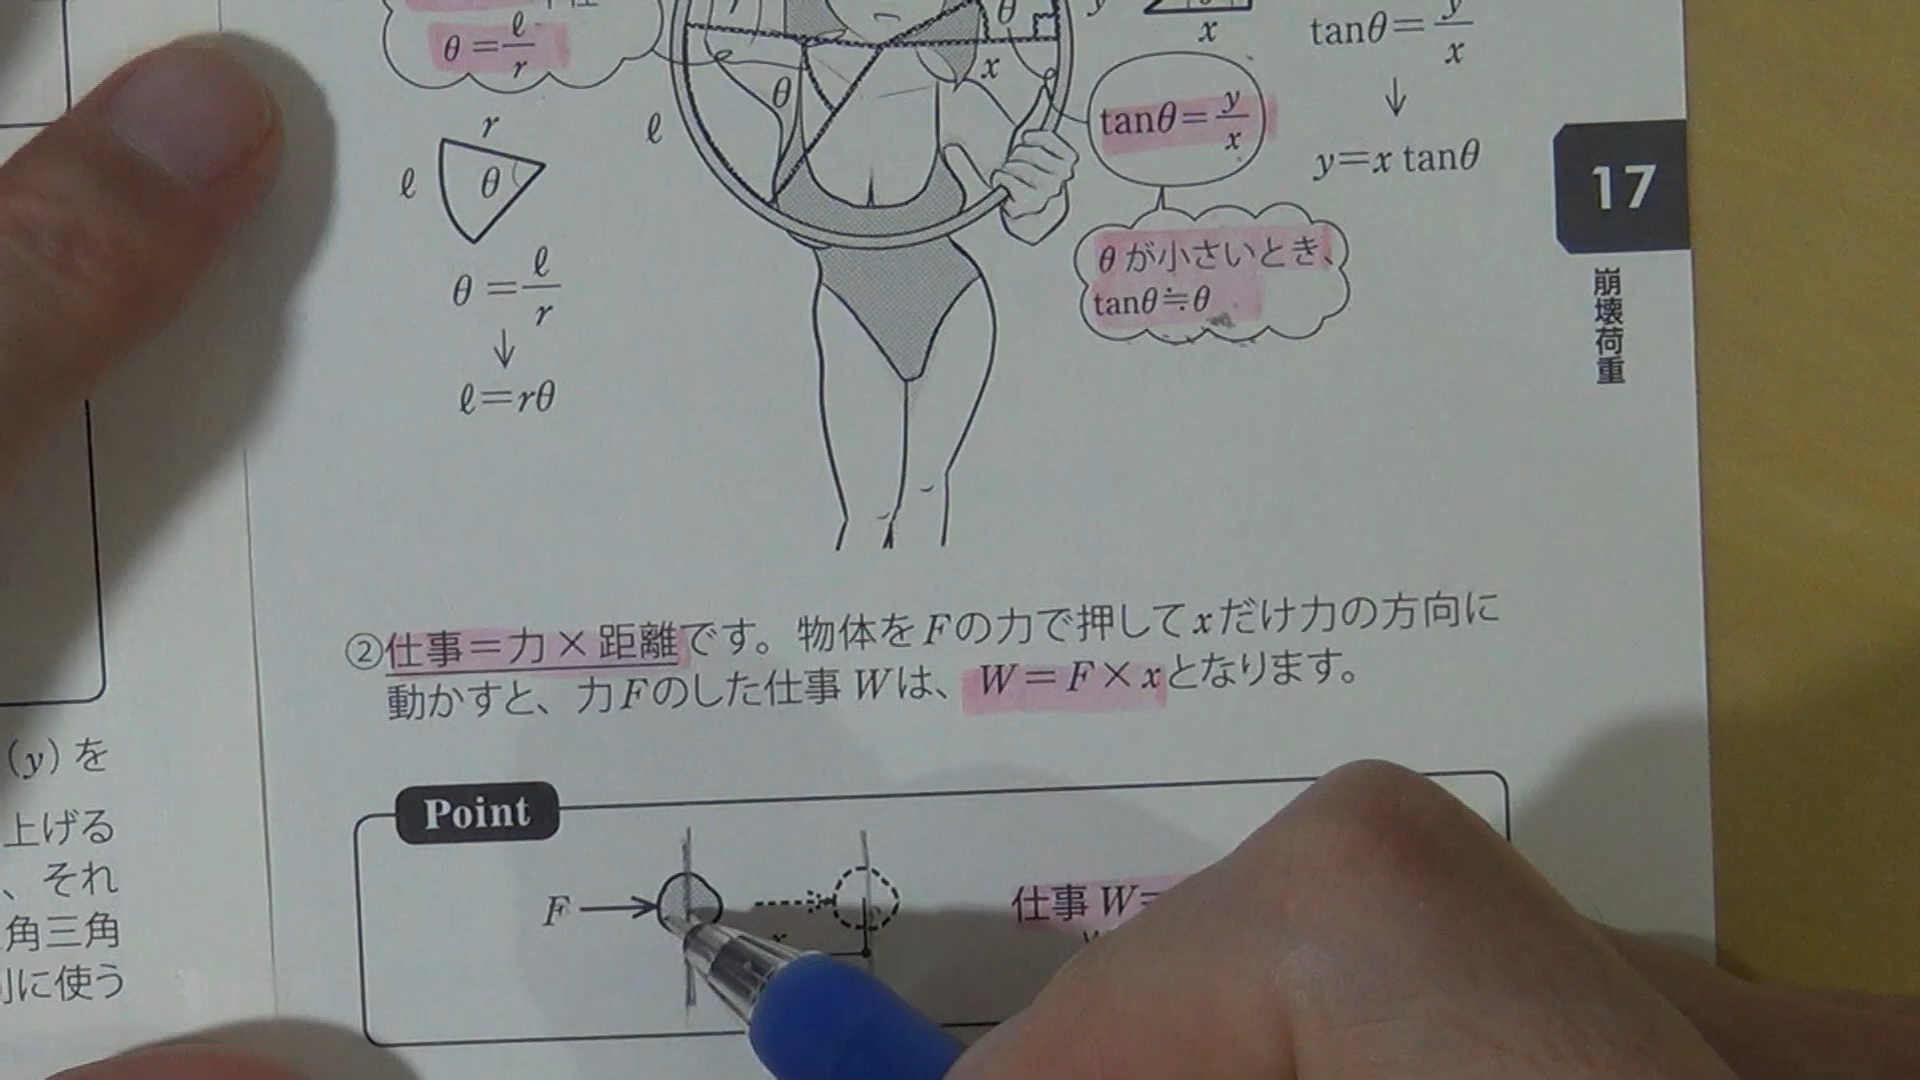 θ=ℓ/r
θ
θ
x
ℓ
r
ℓ
θ
θ=ℓ/r
↓
ℓ=rθ
tanθ=y/x
θが小さいとき、
tanθ≒θ
x
tanθ=y/x
↓
y=x tanθ
17
崩壊荷重
②仕事=力×距離です。物体をFの力で押してxだけ力の方向に
動かすと、力Fのした仕事Wは、W=F×xとなります。
Point
F
仕事 W=
(y)を
上げる
、それ
角三角
に使う